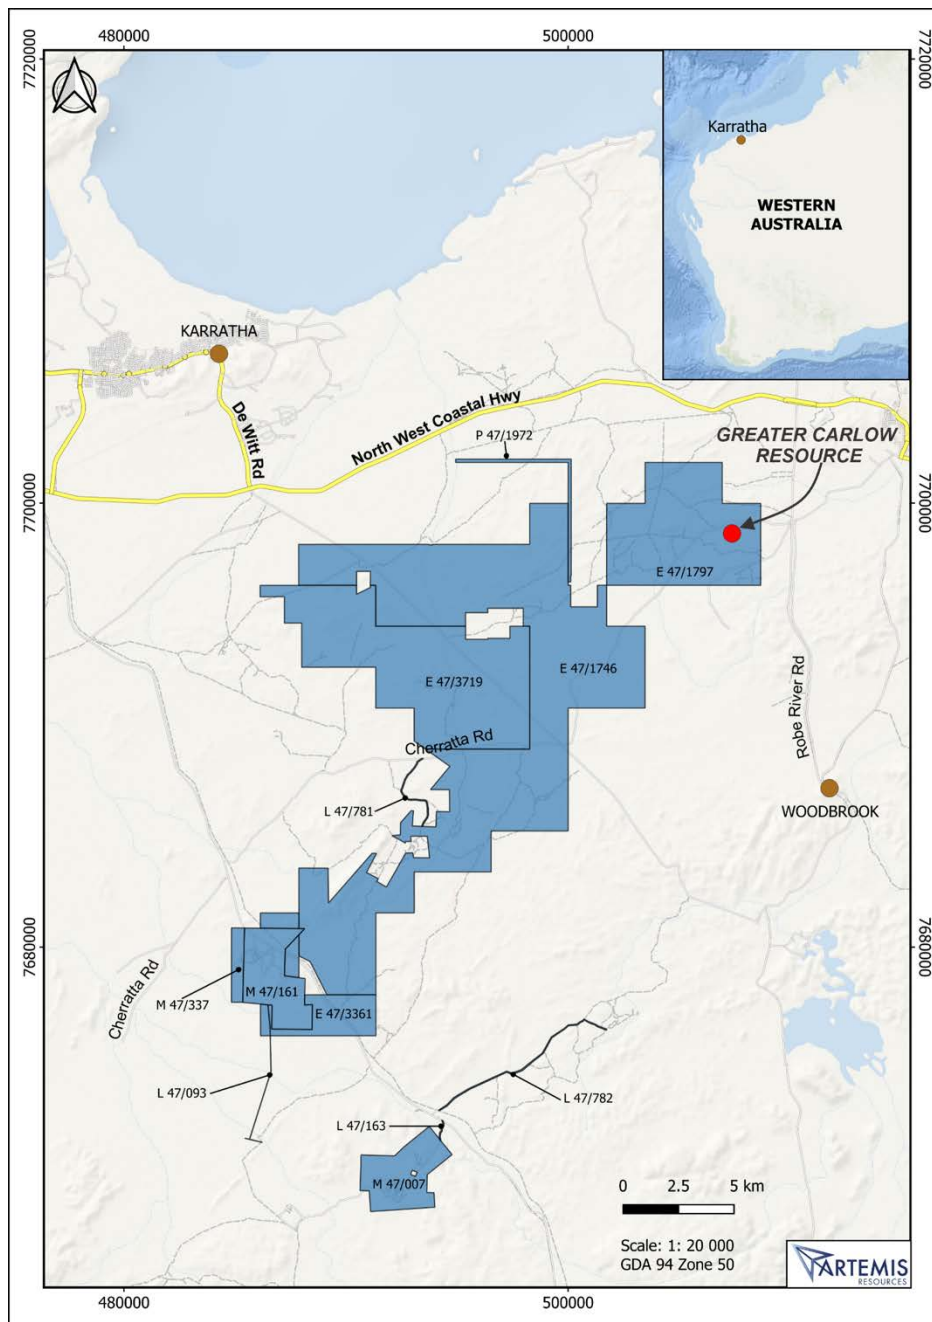 480000
500000
7720000
7720000
Karratha
WESTERN
AUSTRALIA
KARRATHA
De Witt Rd
North West Coastal Hwy
P 47/1972
GREATER CARLOW
RESOURCE
7700000
7700000
E 47/1797
E 47/3719
E 47/1746
Robe River Rd
Cherratta Rd
L 47/781
WOODBROOK
7680000
7680000
Cherratta Rd
M 47/337
M 47/161
E 47/3361
L 47/093
L 47/782
L 47/163
M 47/007
0 2.5 5 km
Scale: 1: 20 000
GDA 94 Zone 50
ARTEMIS
RESOURCES
480000
500000